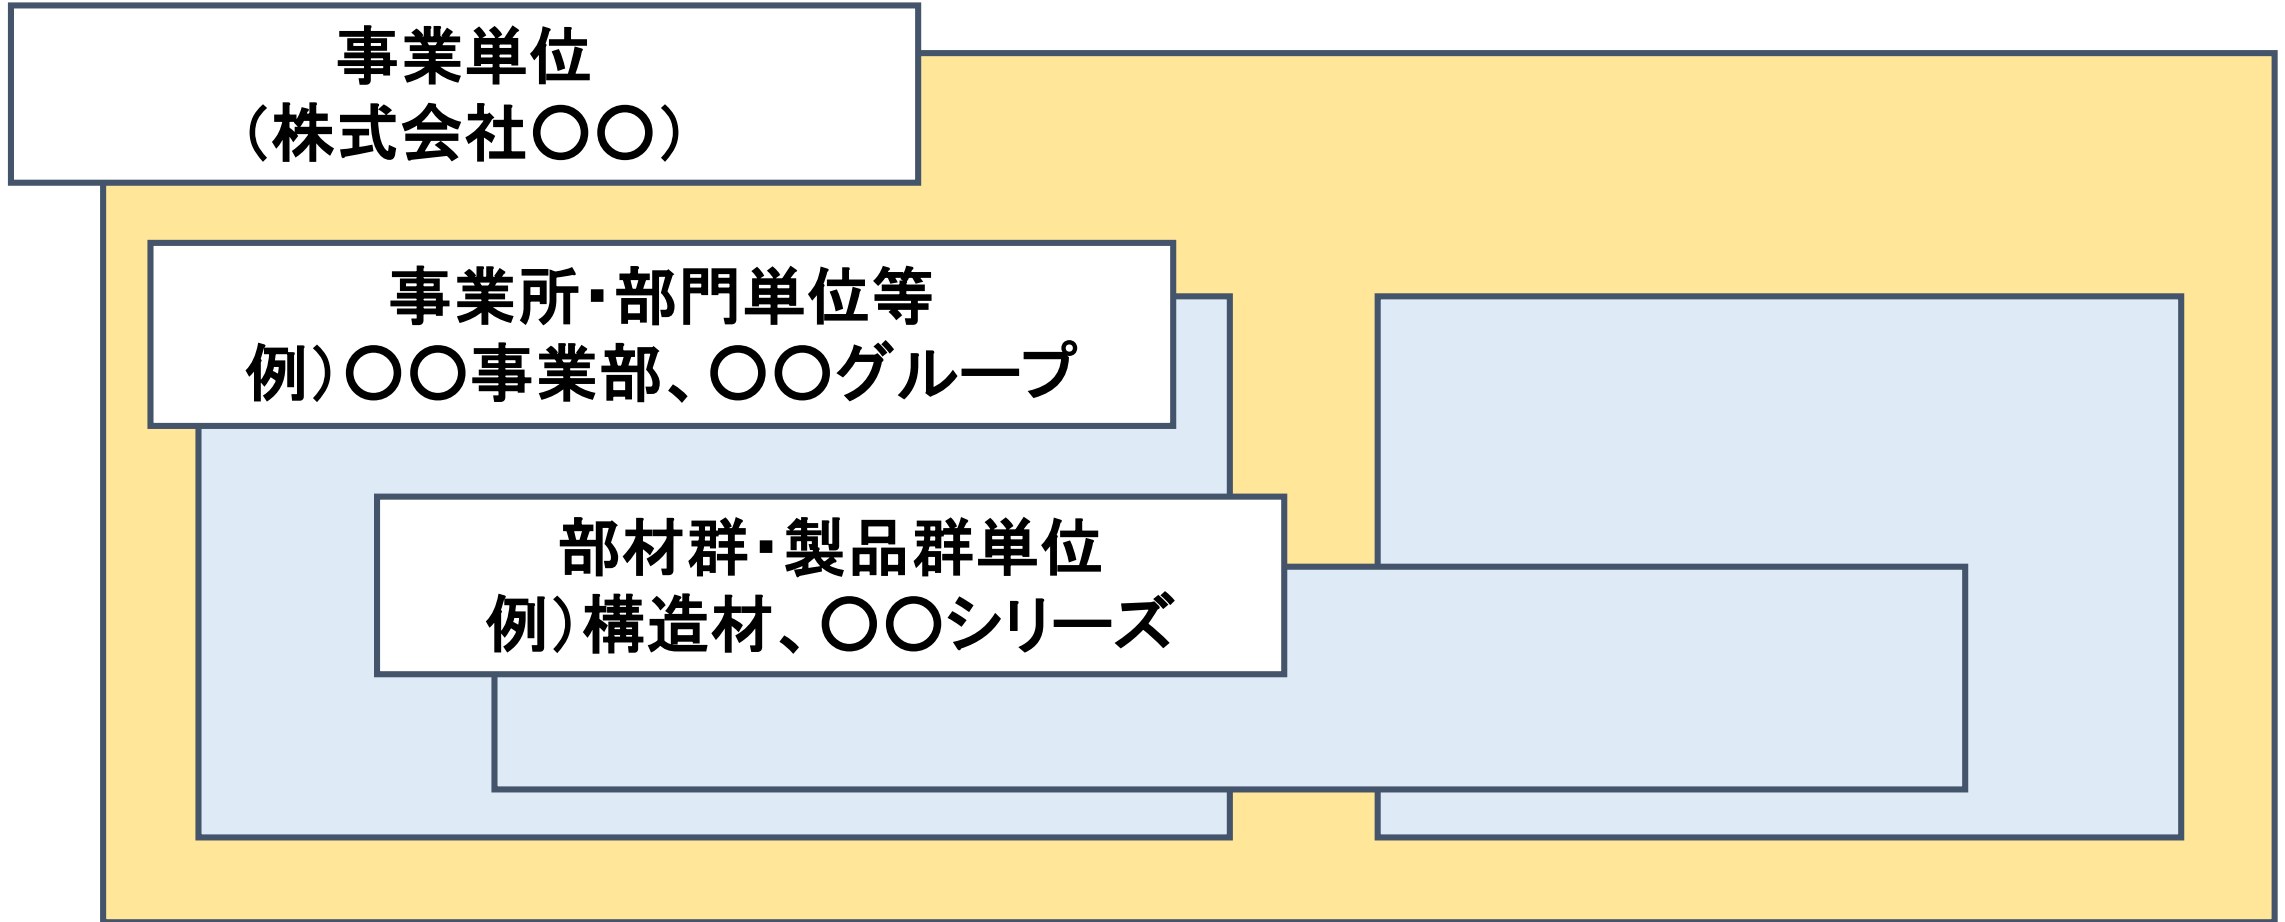 事業単位
（株式会社〇〇）
事業所・部門単位等
例）〇〇事業部、〇〇グループ
部材群・製品群単位
例）構造材、〇〇シリーズ